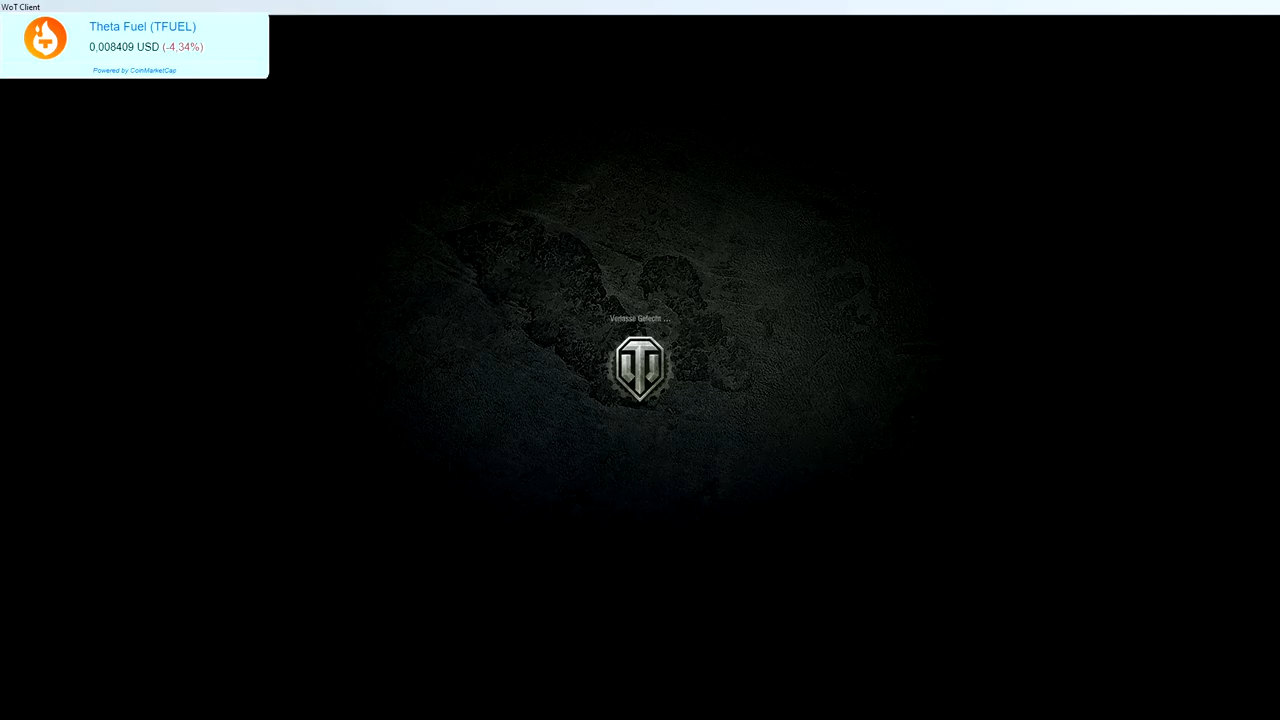 WoT Client
Theta Fuel (TFUEL)
0,008409 USD (-4,34%)
Powered by CoinMarketCap
Verlasse Gefecht ...